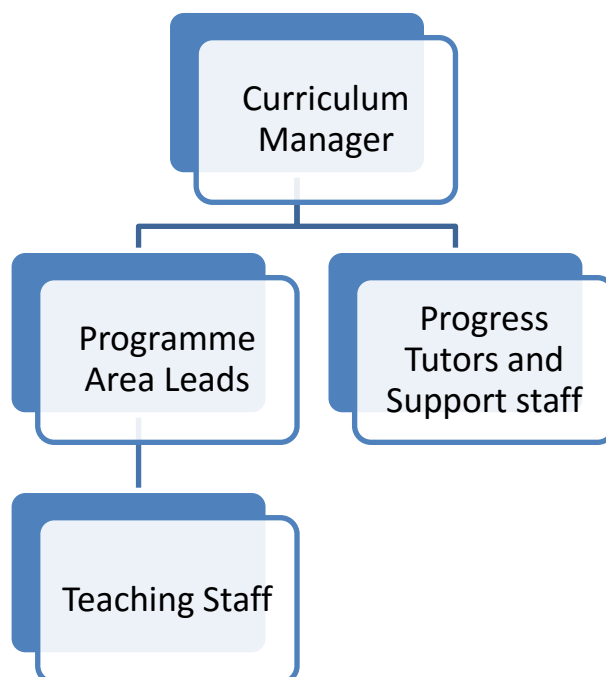 Curriculum
Manager
Programme
Area Leads
Progress
Tutors and
Support staff
Teaching Staff